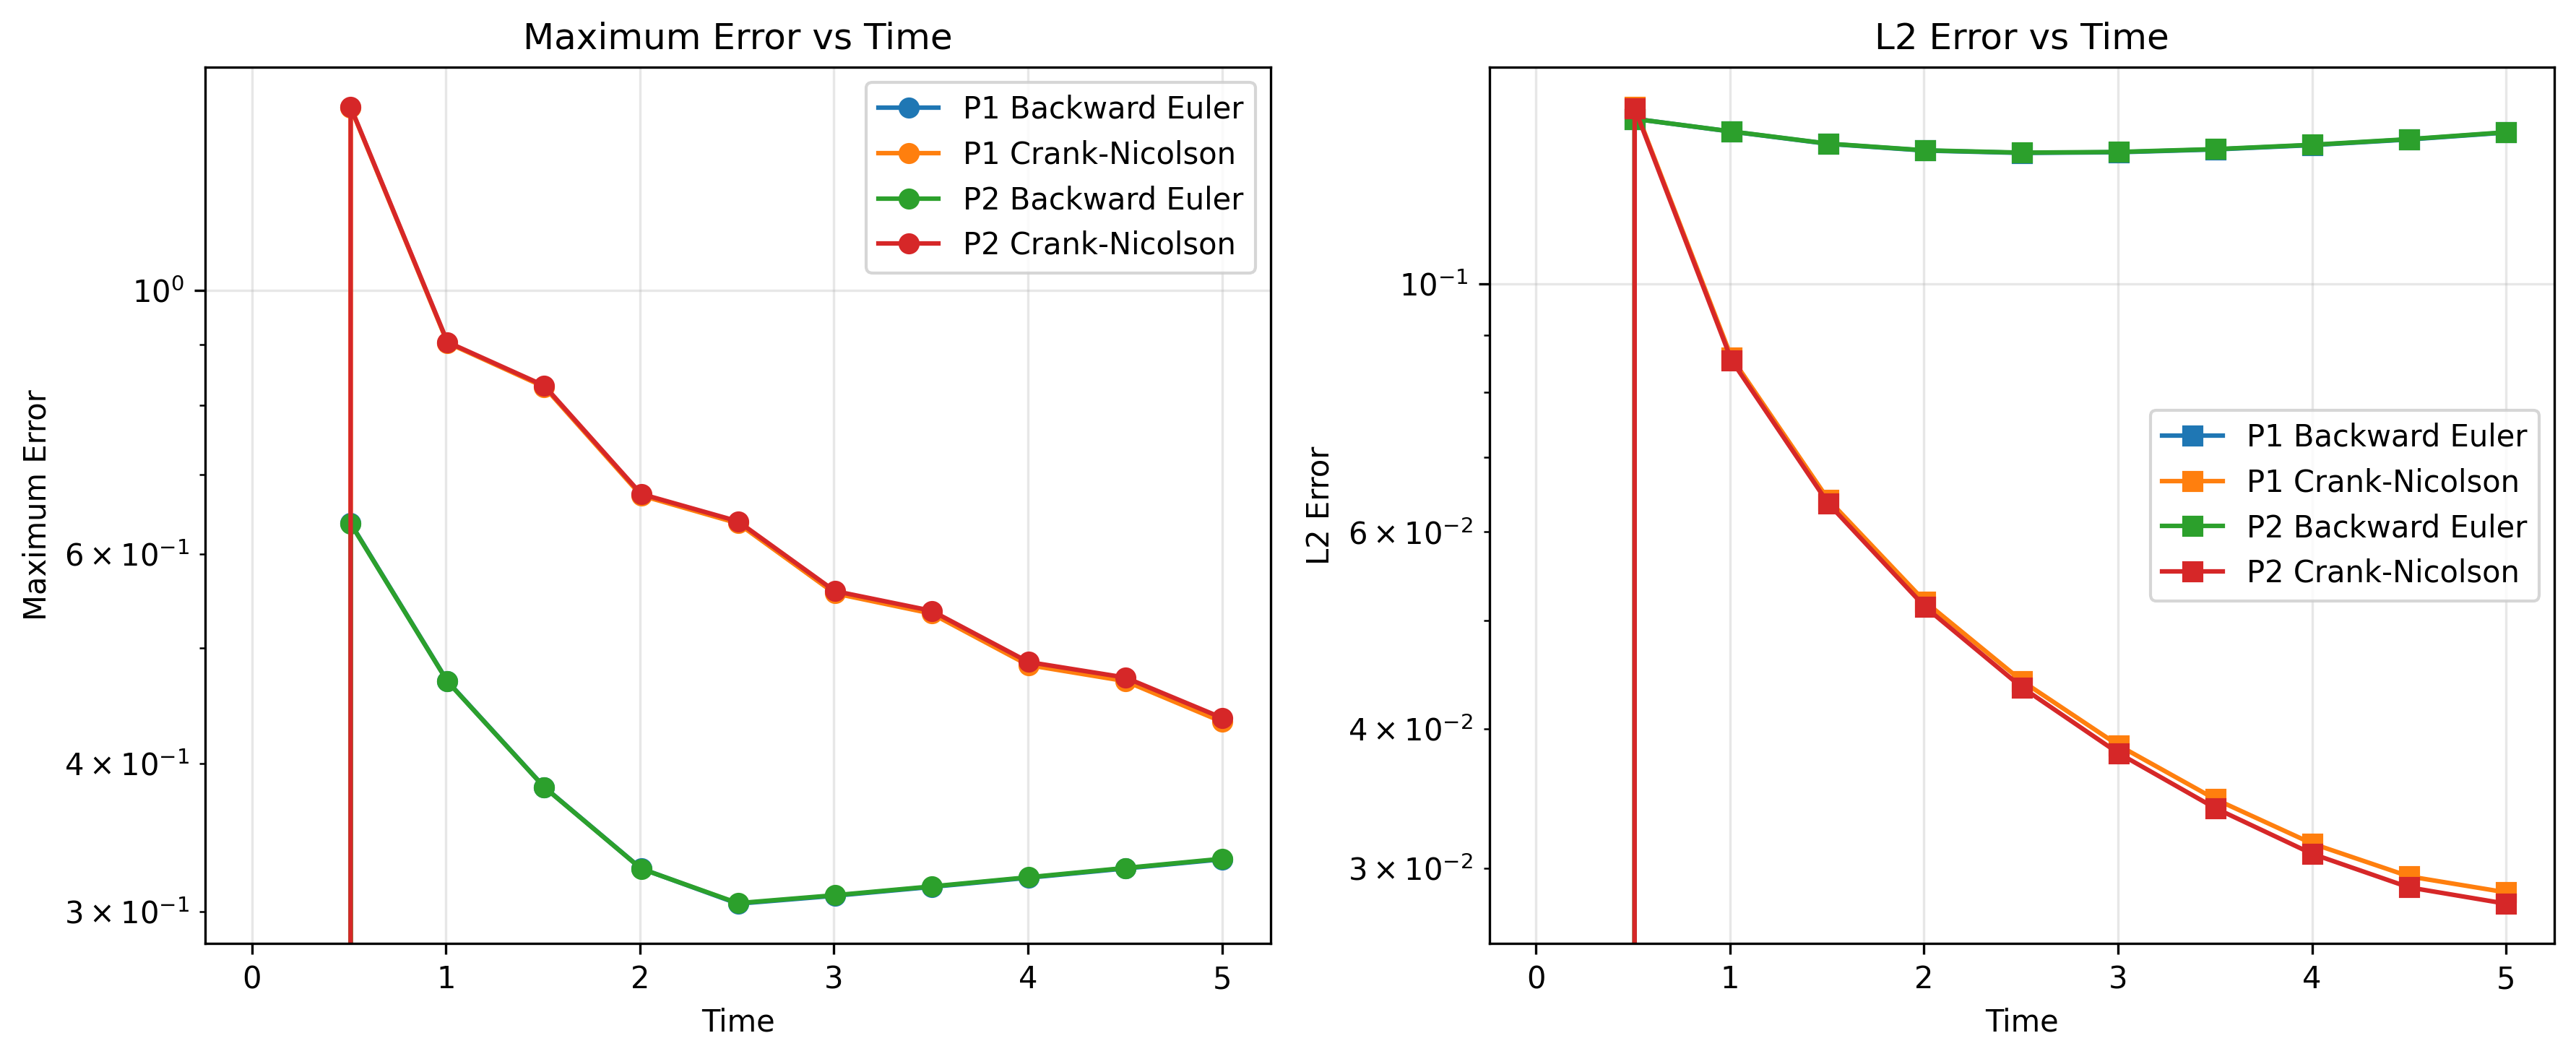 Maximum Error vs Time
Maximum Error
10⁰
6 × 10⁻¹
4 × 10⁻¹
3 × 10⁻¹
P1 Backward Euler
P1 Crank-Nicolson
P2 Backward Euler
P2 Crank-Nicolson
0 1 2 3 4 5
Time
L2 Error vs Time
L2 Error
10⁻¹
6 × 10⁻²
4 × 10⁻²
3 × 10⁻²
P1 Backward Euler
P1 Crank-Nicolson
P2 Backward Euler
P2 Crank-Nicolson
0 1 2 3 4 5
Time